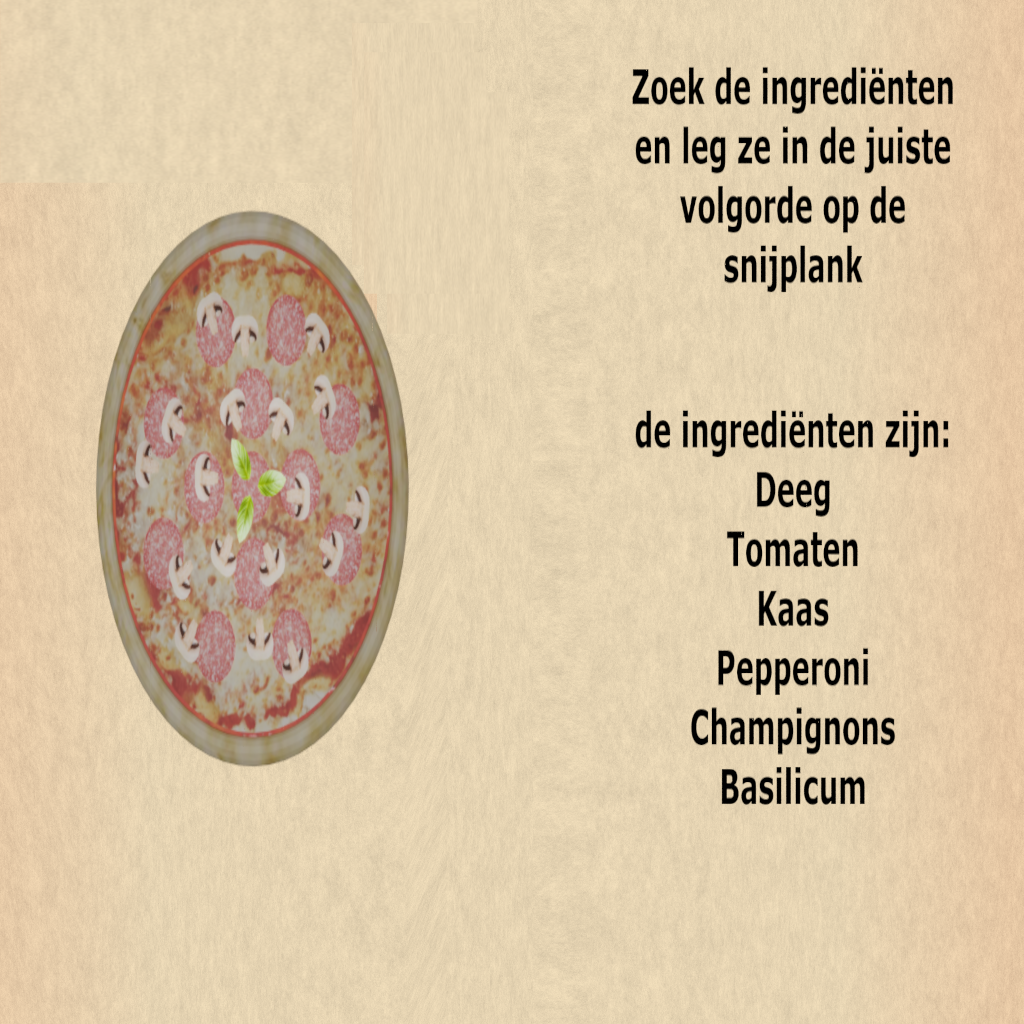 Zoek de ingrediënten
en leg ze in de juiste
volgorde op de
snijplank
de ingrediënten zijn:
Deeg
Tomaten
Kaas
Pepperoni
Champignons
Basilicum